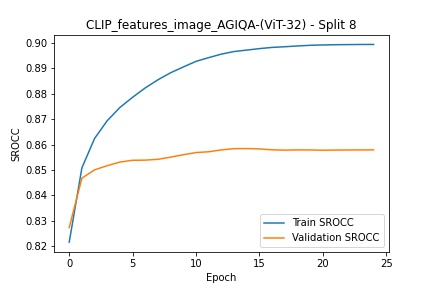 CLIP_features_image_AGIQA-(ViT-32) - Split 8
SROCC
0.90
0.89
0.88
0.87
0.86
0.85
0.84
0.83
0.82
Train SROCC
Validation SROCC
0 5 10 15 20 25
Epoch